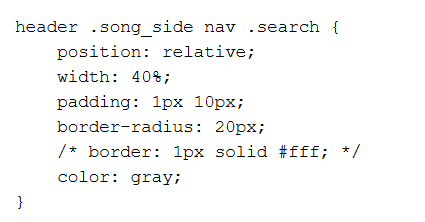 header .song_side nav .search {
    position: relative;
    width: 40%;
    padding: 1px 10px;
    border-radius: 20px;
    /* border: 1px solid #fff; */
    color: gray;
}